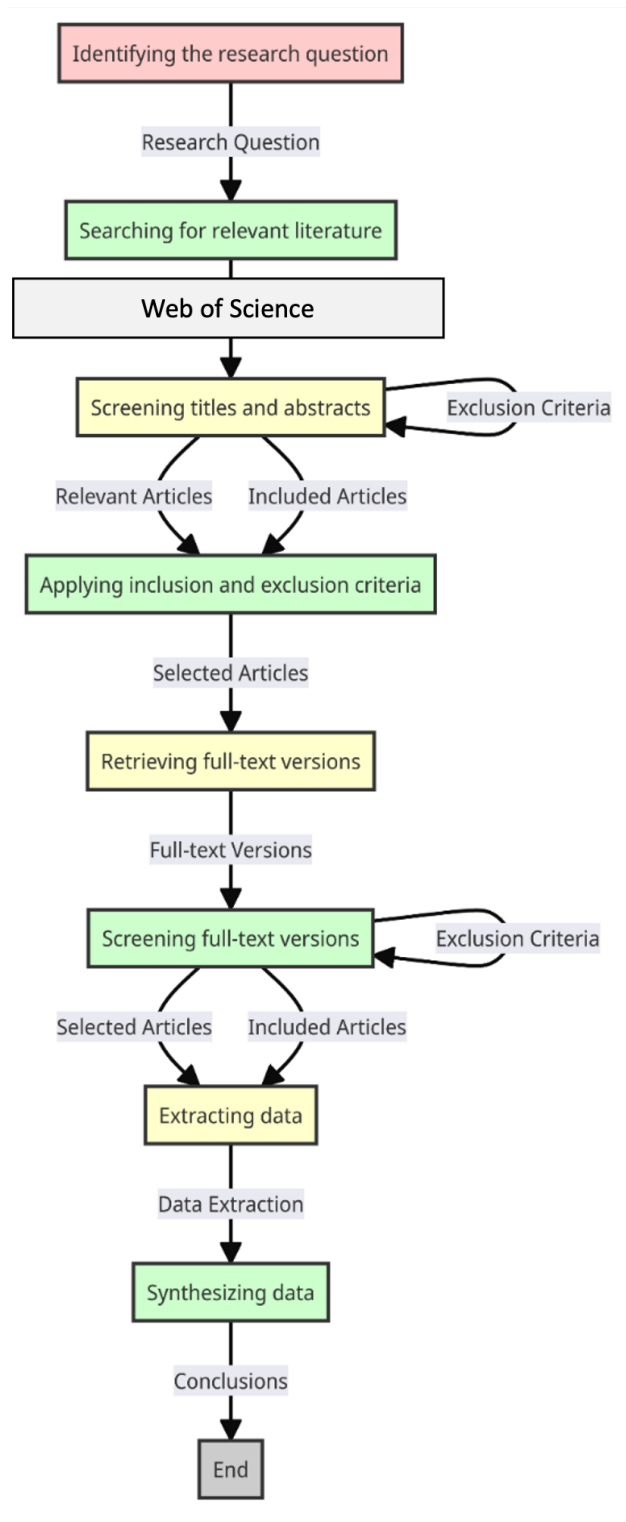 Identifying the research question
Research Question
Searching for relevant literature
Web of Science
Screening titles and abstracts
Exclusion Criteria
Relevant Articles
Included Articles
Applying inclusion and exclusion criteria
Selected Articles
Retrieving full-text versions
Full-text Versions
Screening full-text versions
Exclusion Criteria
Selected Articles
Included Articles
Extracting data
Data Extraction
Synthesizing data
Conclusions
End